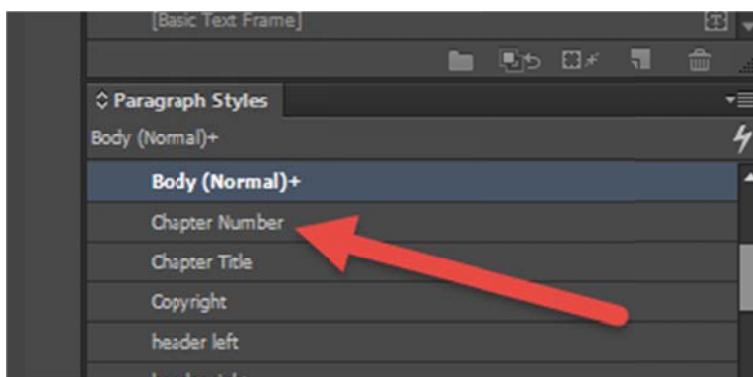 [Basic Text Frame]
Paragraph Styles
Body (Normal)+
Body (Normal)+
Chapter Number
Chapter Title
Copyright
header left